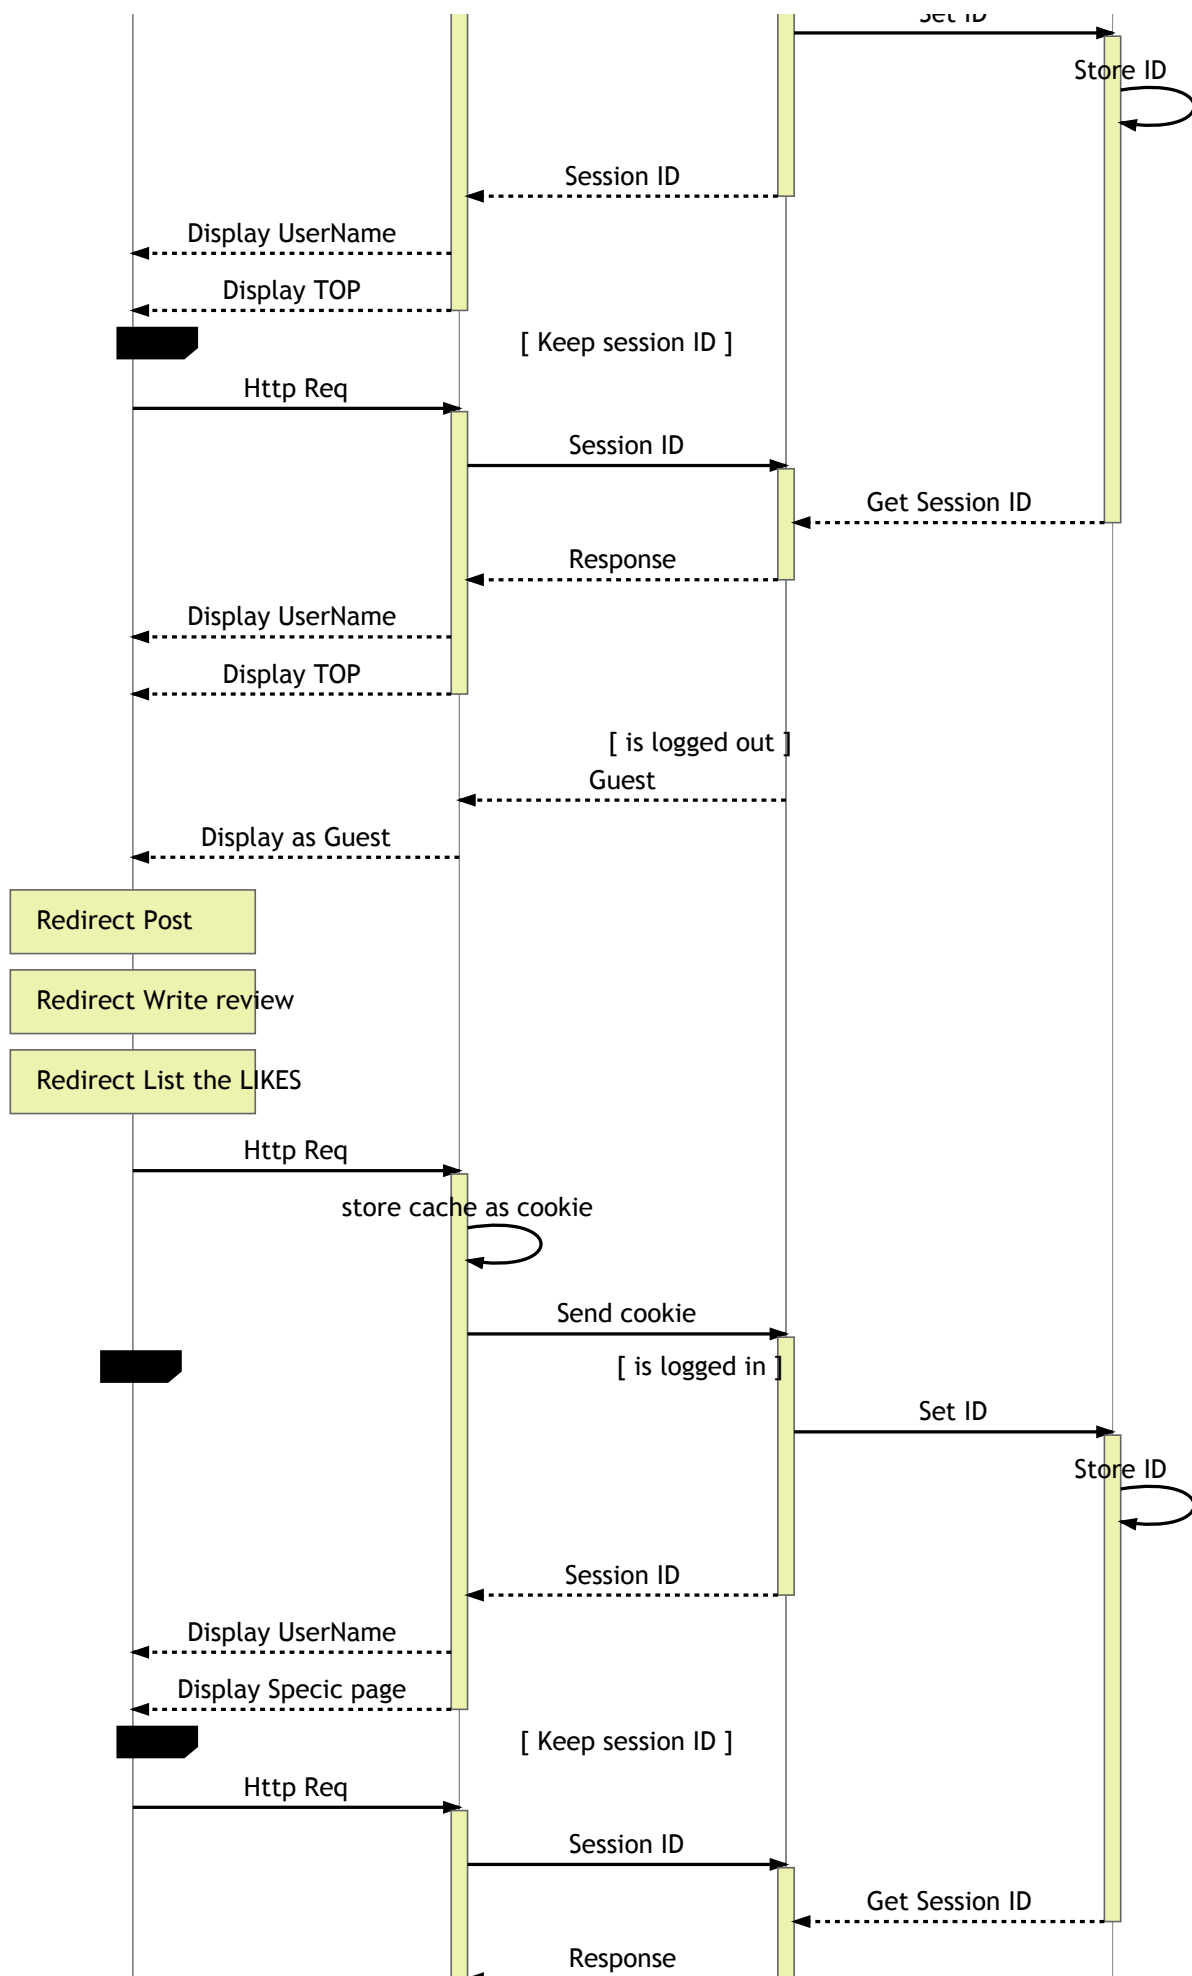 Set ID
Store ID
Session ID
Display UserName
Display TOP
[ Keep session ID ]
Http Req
Session ID
Get Session ID
Response
Display UserName
Display TOP
[ is logged out ]
Guest
Display as Guest
Redirect Post
Redirect Write review
Redirect List the LIKES
Http Req
store cache as cookie
Send cookie
[ is logged in ]
Set ID
Store ID
Session ID
Display UserName
Display Specic page
[ Keep session ID ]
Http Req
Session ID
Get Session ID
Response